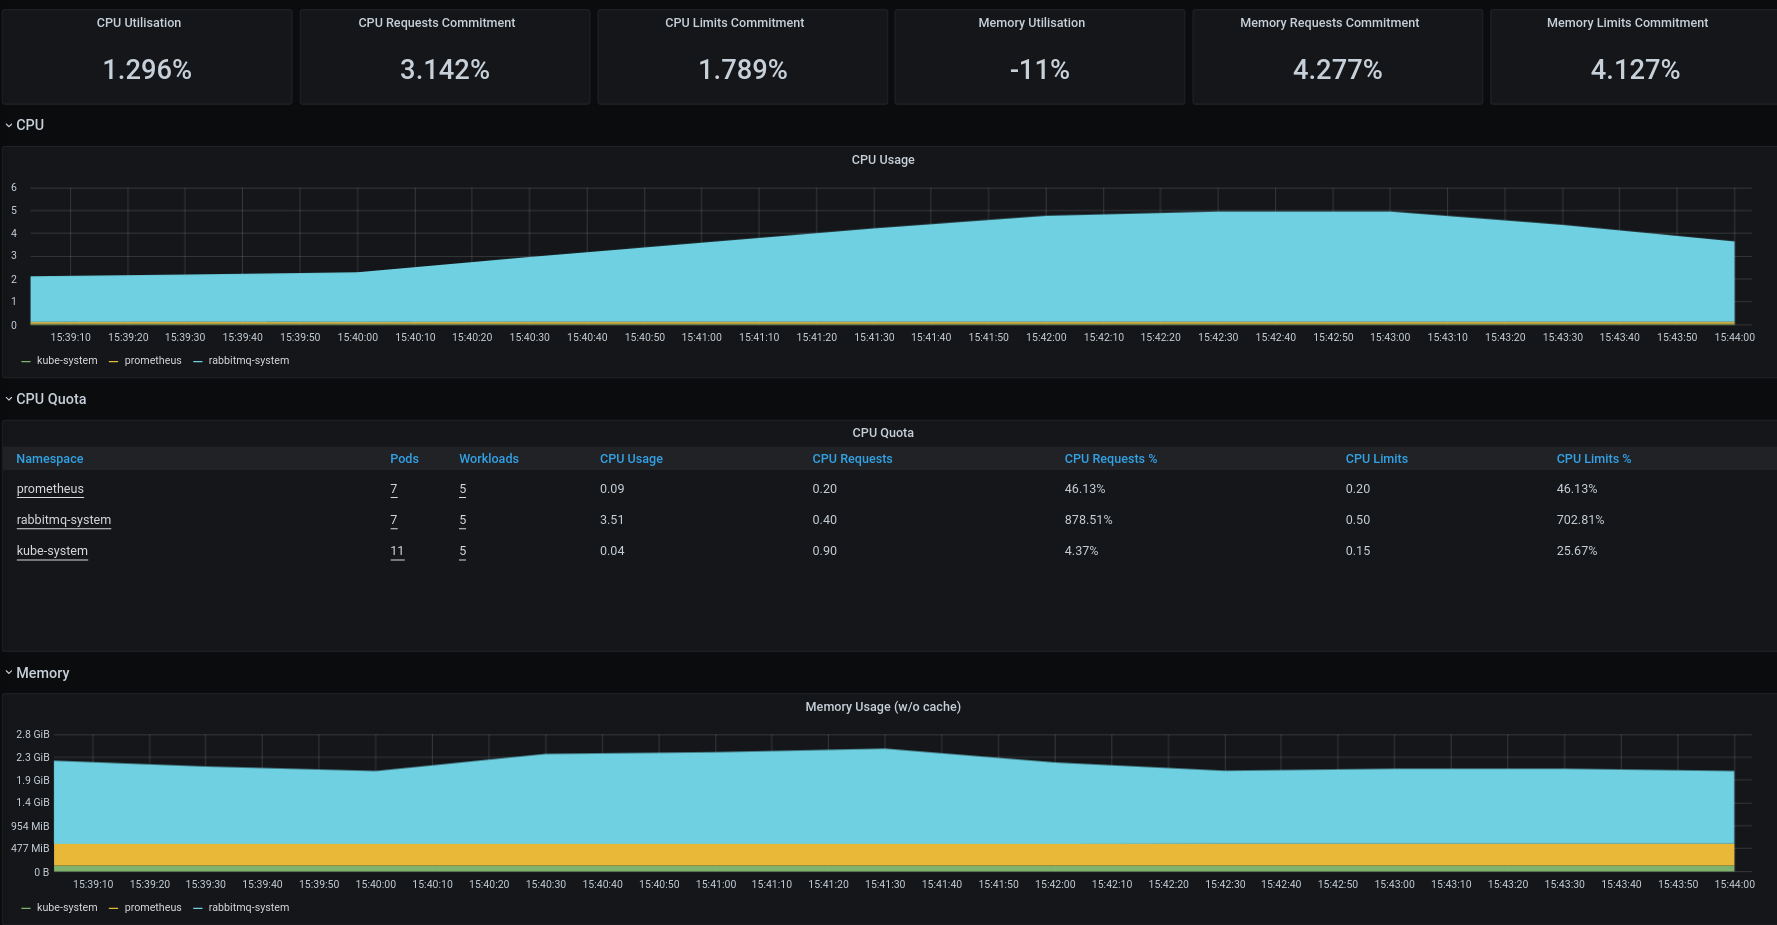 CPU Utilisation CPU Requests Commitment CPU Limits Commitment Memory Utilisation Memory Requests Commitment Memory Limits Commitment
1.296% 3.142% 1.789% -11% 4.277% 4.127%
CPU
CPU Usage
6
5
4
3
2
1
0
15:39:10 15:39:20 15:39:30 15:39:40 15:39:50 15:40:00 15:40:10 15:40:20 15:40:30 15:40:40 15:40:50 15:41:00 15:41:10 15:41:20 15:41:30 15:41:40 15:41:50 15:42:00 15:42:10 15:42:20 15:42:30 15:42:40 15:42:50 15:43:00 15:43:10 15:43:20 15:43:30 15:43:40 15:43:50 15:44:00
kube-system prometheus rabbitmq-system
CPU Quota
CPU Quota
Namespace Pods Workloads CPU Usage CPU Requests CPU Requests % CPU Limits CPU Limits %
prometheus 7 5 0.09 0.20 46.13% 0.20 46.13%
rabbitmq-system 7 5 3.51 0.40 878.51% 0.50 702.81%
kube-system 11 5 0.04 0.90 4.37% 0.15 25.67%
Memory
Memory Usage (w/o cache)
2.8 GiB
2.3 GiB
1.9 GiB
1.4 GiB
954 MiB
477 MiB
0 B
15:39:10 15:39:20 15:39:30 15:39:40 15:39:50 15:40:00 15:40:10 15:40:20 15:40:30 15:40:40 15:40:50 15:41:00 15:41:10 15:41:20 15:41:30 15:41:40 15:41:50 15:42:00 15:42:10 15:42:20 15:42:30 15:42:40 15:42:50 15:43:00 15:43:10 15:43:20 15:43:30 15:43:40 15:43:50 15:44:00
kube-system prometheus rabbitmq-system